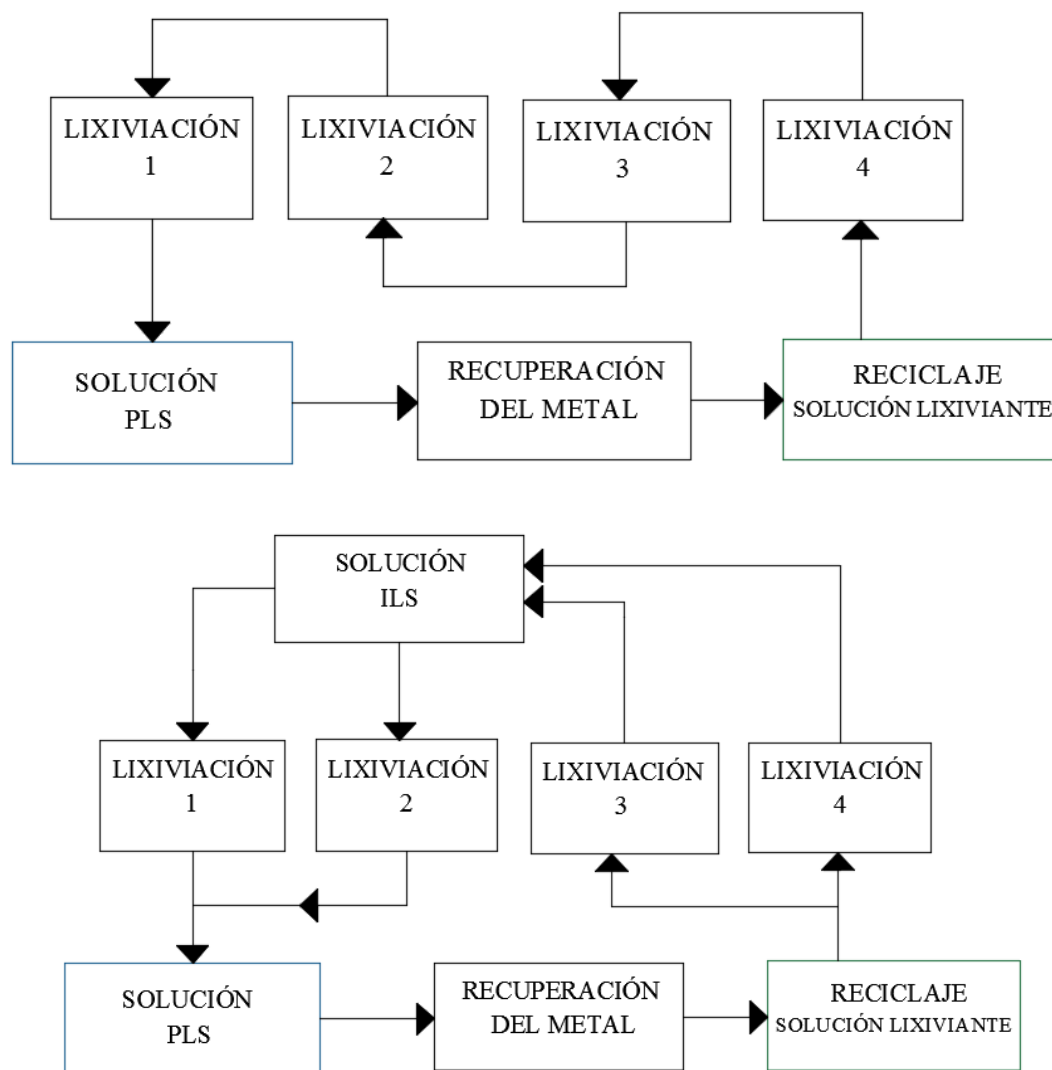 LIXIVIACIÓN
1
LIXIVIACIÓN
2
LIXIVIACIÓN
3
LIXIVIACIÓN
4
SOLUCIÓN
PLS
RECUPERACIÓN
DEL METAL
RECICLAJE
SOLUCIÓN LIXIVIANTE
SOLUCIÓN
ILS
LIXIVIACIÓN
1
LIXIVIACIÓN
2
LIXIVIACIÓN
3
LIXIVIACIÓN
4
SOLUCIÓN
PLS
RECUPERACIÓN
DEL METAL
RECICLAJE
SOLUCIÓN LIXIVIANTE